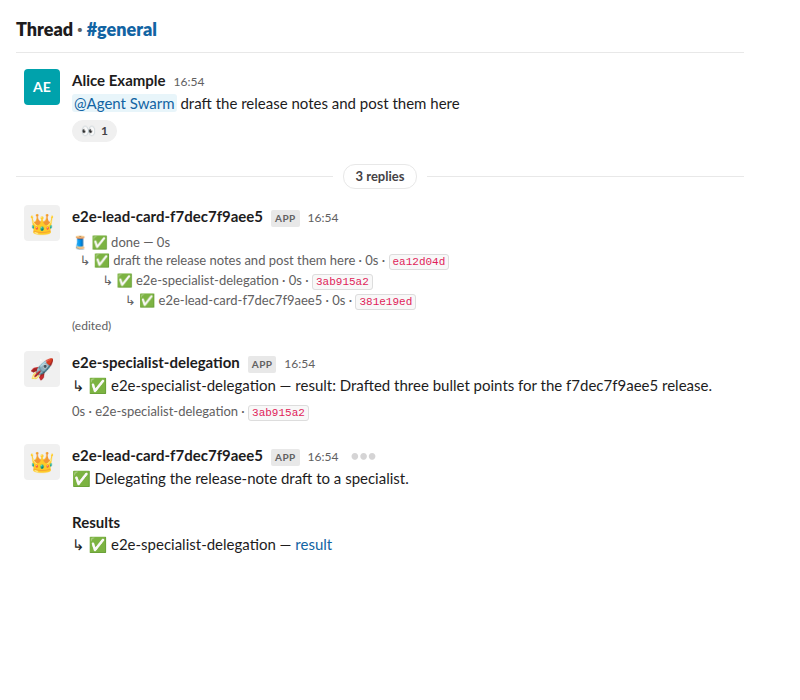 Thread • #general
AE
Alice Example 16:54
@Agent Swarm draft the release notes and post them here
👀 1
3 replies
e2e-lead-card-f7dec7f9aee5 APP 16:54
🧵 ✅ done — 0s
↳ ✅ draft the release notes and post them here · 0s · ea12d04d
↳ ✅ e2e-specialist-delegation · 0s · 3ab915a2
↳ ✅ e2e-lead-card-f7dec7f9aee5 · 0s · 381e19ed
(edited)
e2e-specialist-delegation APP 16:54
↳ ✅ e2e-specialist-delegation — result: Drafted three bullet points for the f7dec7f9aee5 release.
0s · e2e-specialist-delegation · 3ab915a2
e2e-lead-card-f7dec7f9aee5 APP 16:54
✅ Delegating the release-note draft to a specialist.
Results
↳ ✅ e2e-specialist-delegation — result